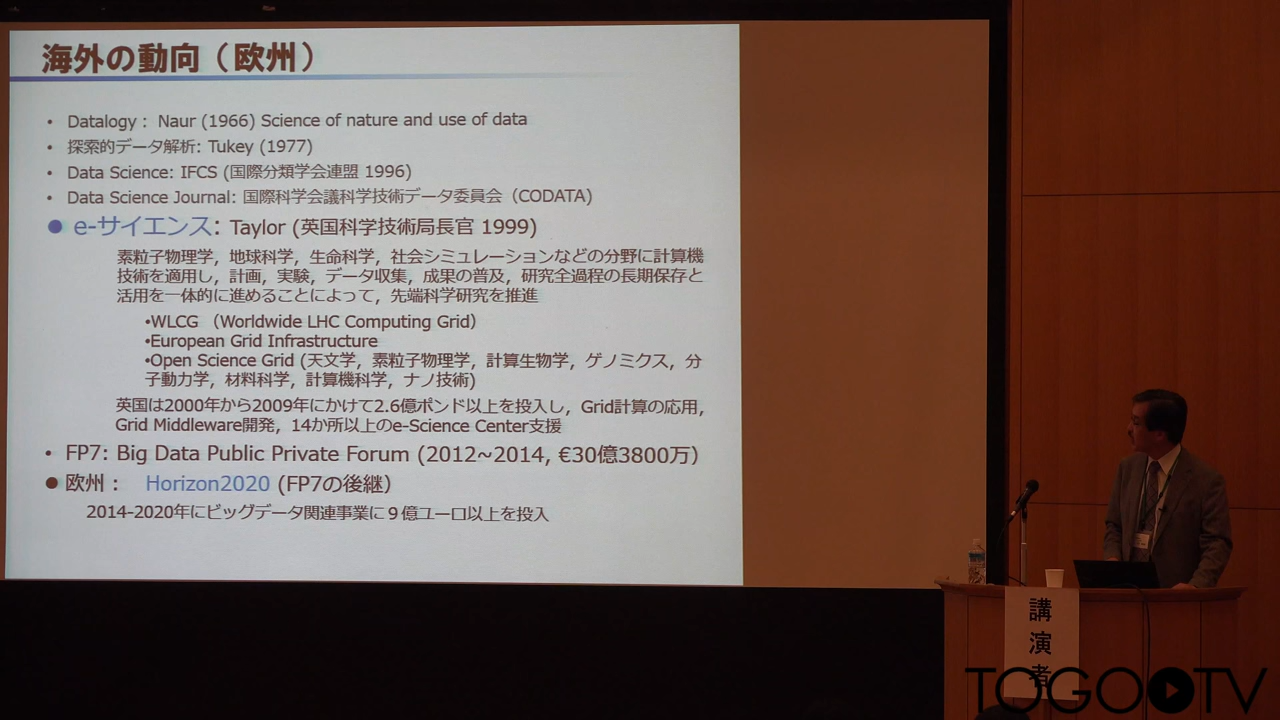 海外の動向（欧州）
• Datalogy： Naur (1966) Science of nature and use of data
• 探索的データ解析: Tukey (1977)
• Data Science: IFCS (国際分類学会連盟 1996)
• Data Science Journal: 国際科学会議科学技術データ委員会（CODATA)
● e-サイエンス: Taylor (英国科学技術局長官 1999)
素粒子物理学，地球科学，生命科学，社会シミュレーションなどの分野に計算機
技術を適用し，計画，実験，データ収集，成果の普及，研究全過程の長期保存と
活用を一体的に進めることによって，先端科学研究を推進
•WLCG （Worldwide LHC Computing Grid）
•European Grid Infrastructure
•Open Science Grid (天文学，素粒子物理学，計算生物学，ゲノミクス，分
子動力学，材料科学，計算機科学，ナノ技術)
英国は2000年から2009年にかけて2.6億ポンド以上を投入し，Grid計算の応用，
Grid Middleware開発，14か所以上のe-Science Center支援
• FP7: Big Data Public Private Forum (2012~2014, €30億3800万）
● 欧州： Horizon2020 (FP7の後継）
2014-2020年にビッグデータ関連事業に９億ユーロ以上を投入
講演者
TOGOTV